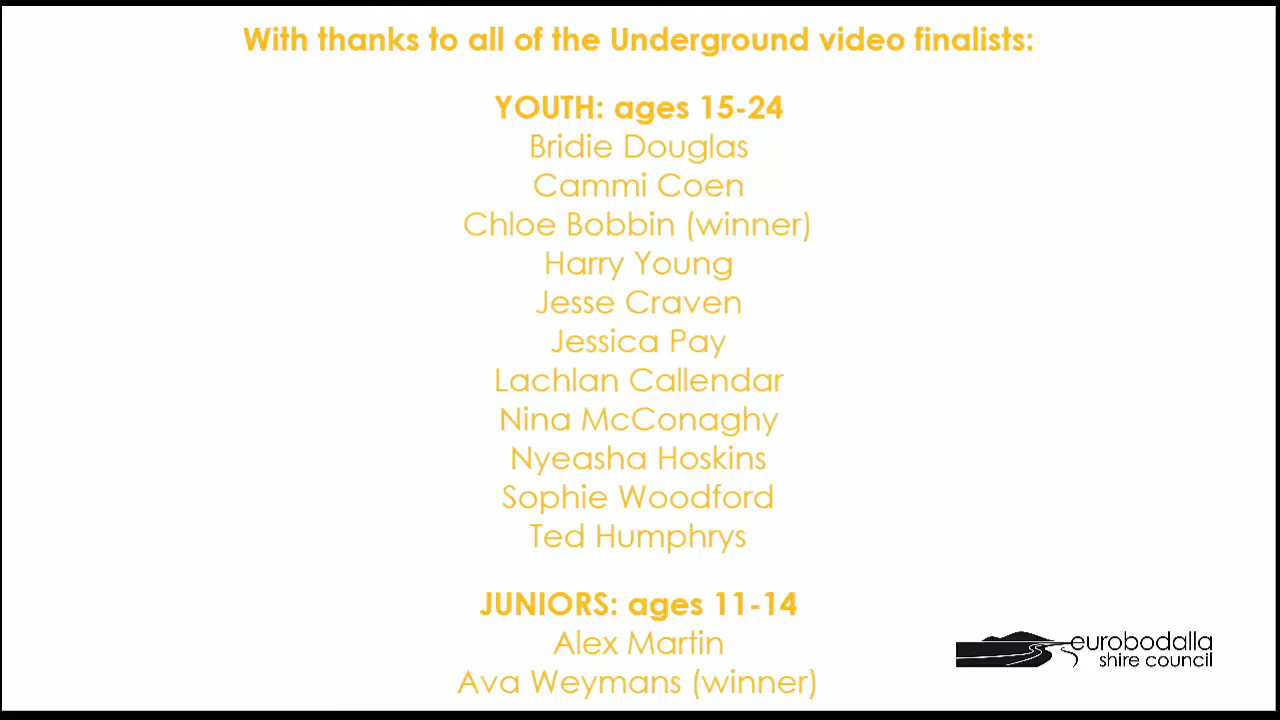 With thanks to all of the Underground video finalists:
YOUTH: ages 15-24
Bridie Douglas
Cammi Coen
Chloe Bobbin (winner)
Harry Young
Jesse Craven
Jessica Pay
Lachlan Callendar
Nina McConaghy
Nyeasha Hoskins
Sophie Woodford
Ted Humphrys
JUNIORS: ages 11-14
Alex Martin
Ava Weymans (winner)
eurobodalla
shire council